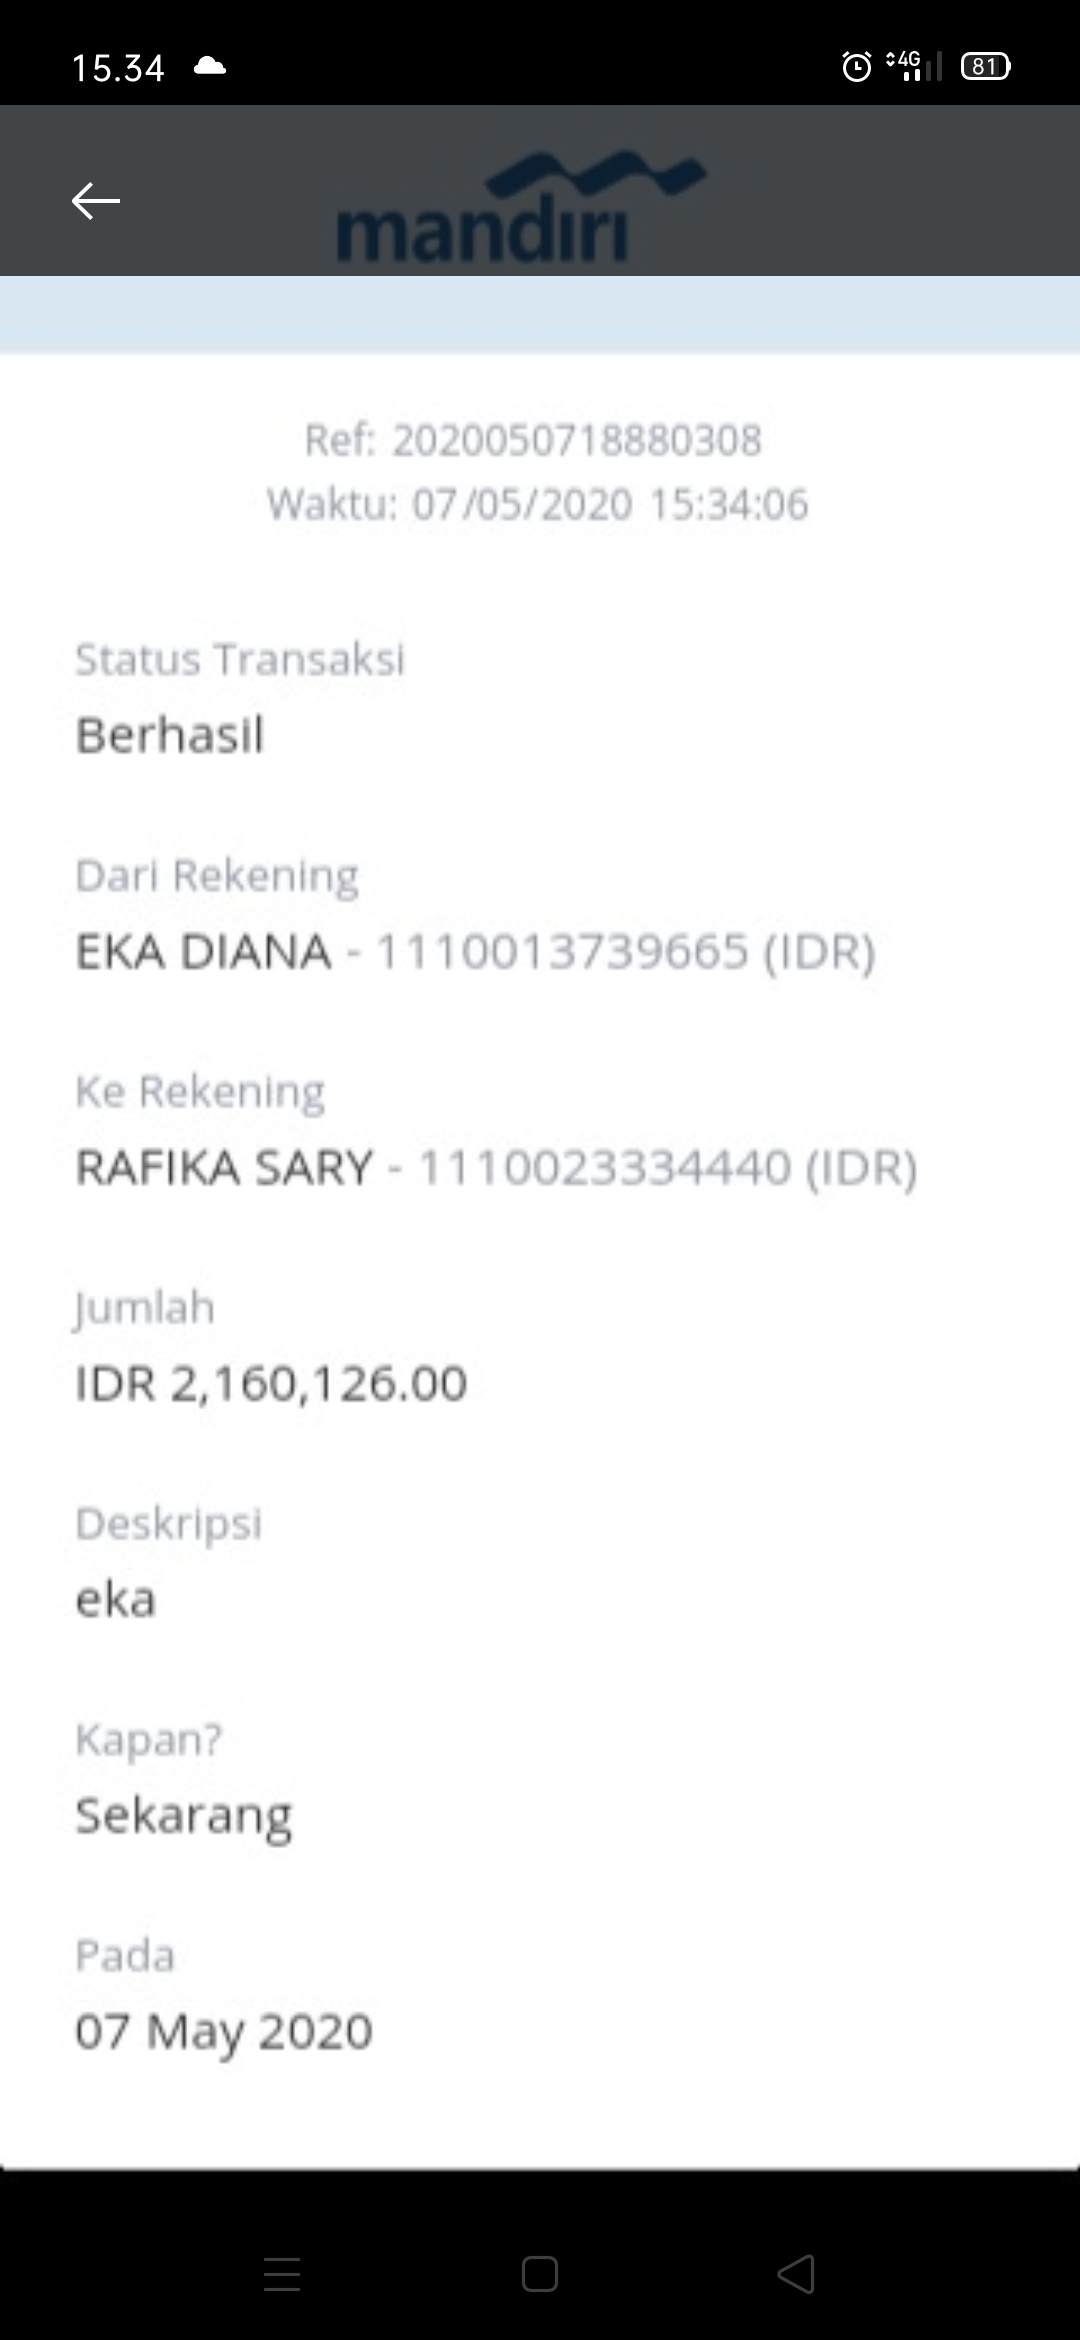 15.34
4G
81
mandiri
Ref: 2020050718880308
Waktu: 07/05/2020 15:34:06
Status Transaksi
Berhasil
Dari Rekening
EKA DIANA - 1110013739665 (IDR)
Ke Rekening
RAFIKA SARY - 1110023334440 (IDR)
Jumlah
IDR 2,160,126.00
Deskripsi
eka
Kapan?
Sekarang
Pada
07 May 2020